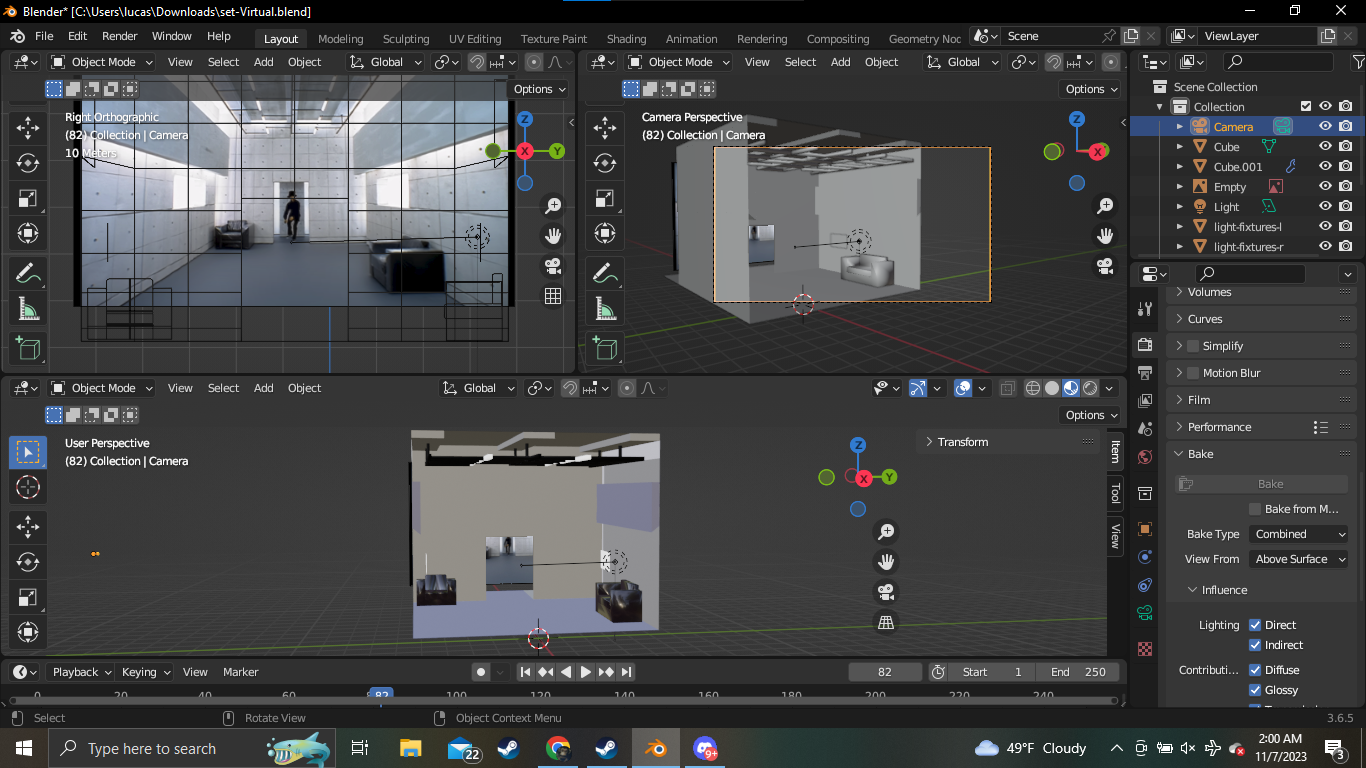 Blender* [C:\Users\lucas\Downloads\set-Virtual.blend]
File Edit Render Window Help Layout Modeling Sculpting UV Editing Texture Paint Shading Animation Rendering Compositing Geometry Noc Scene ViewLayer
Object Mode View Select Add Object Global
Options
Right Orthographic
(82) Collection | Camera
10 Meters
Z
X
Y
Object Mode View Select Add Object Global
Options
Camera Perspective
(82) Collection | Camera
Z
X
Scene Collection
Collection
Camera
Cube
Cube.001
Empty
Light
light-fixtures-l
light-fixtures-r
Volumes
Curves
Simplify
Motion Blur
Film
Performance
Bake
Bake
Bake from M...
Bake Type Combined
View From Above Surface
Influence
Lighting Direct
Indirect
Contributi... Diffuse
Glossy
Object Mode View Select Add Object Global
Options
User Perspective
(82) Collection | Camera
Z
X
Y
Transform
Item
Tool
View
Playback Keying View Marker 82 Start 1 End 250
0 20 40 60 82 100 120 140 160 180 200 220 240
Select Rotate View Object Context Menu 3.6.5
Type here to search 22 9+ 49°F Cloudy 2:00 AM
11/7/2023 3